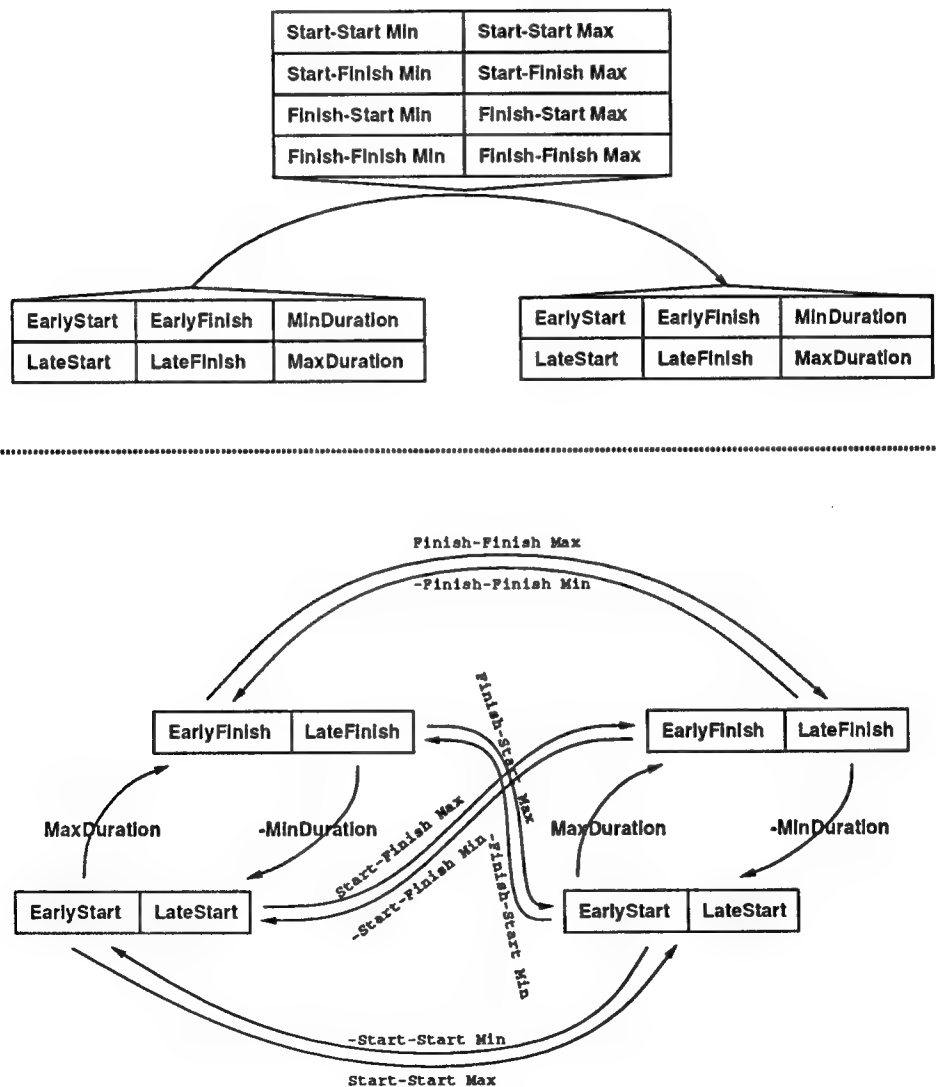 Start-Start Min Start-Start Max
Start-Finish Min Start-Finish Max
Finish-Start Min Finish-Start Max
Finish-Finish Min Finish-Finish Max
EarlyStart EarlyFinish MinDuration
LateStart LateFinish MaxDuration
EarlyStart EarlyFinish MinDuration
LateStart LateFinish MaxDuration
Finish-Finish Max
-Finish-Finish Min
EarlyFinish LateFinish
Finish-Start Max
EarlyFinish LateFinish
MaxDuration
-MinDuration
Start-Finish Max
-Start-Finish Min
-Finish-Start Min
MaxDuration
-MinDuration
EarlyStart LateStart
EarlyStart LateStart
-Start-Start Min
Start-Start Max